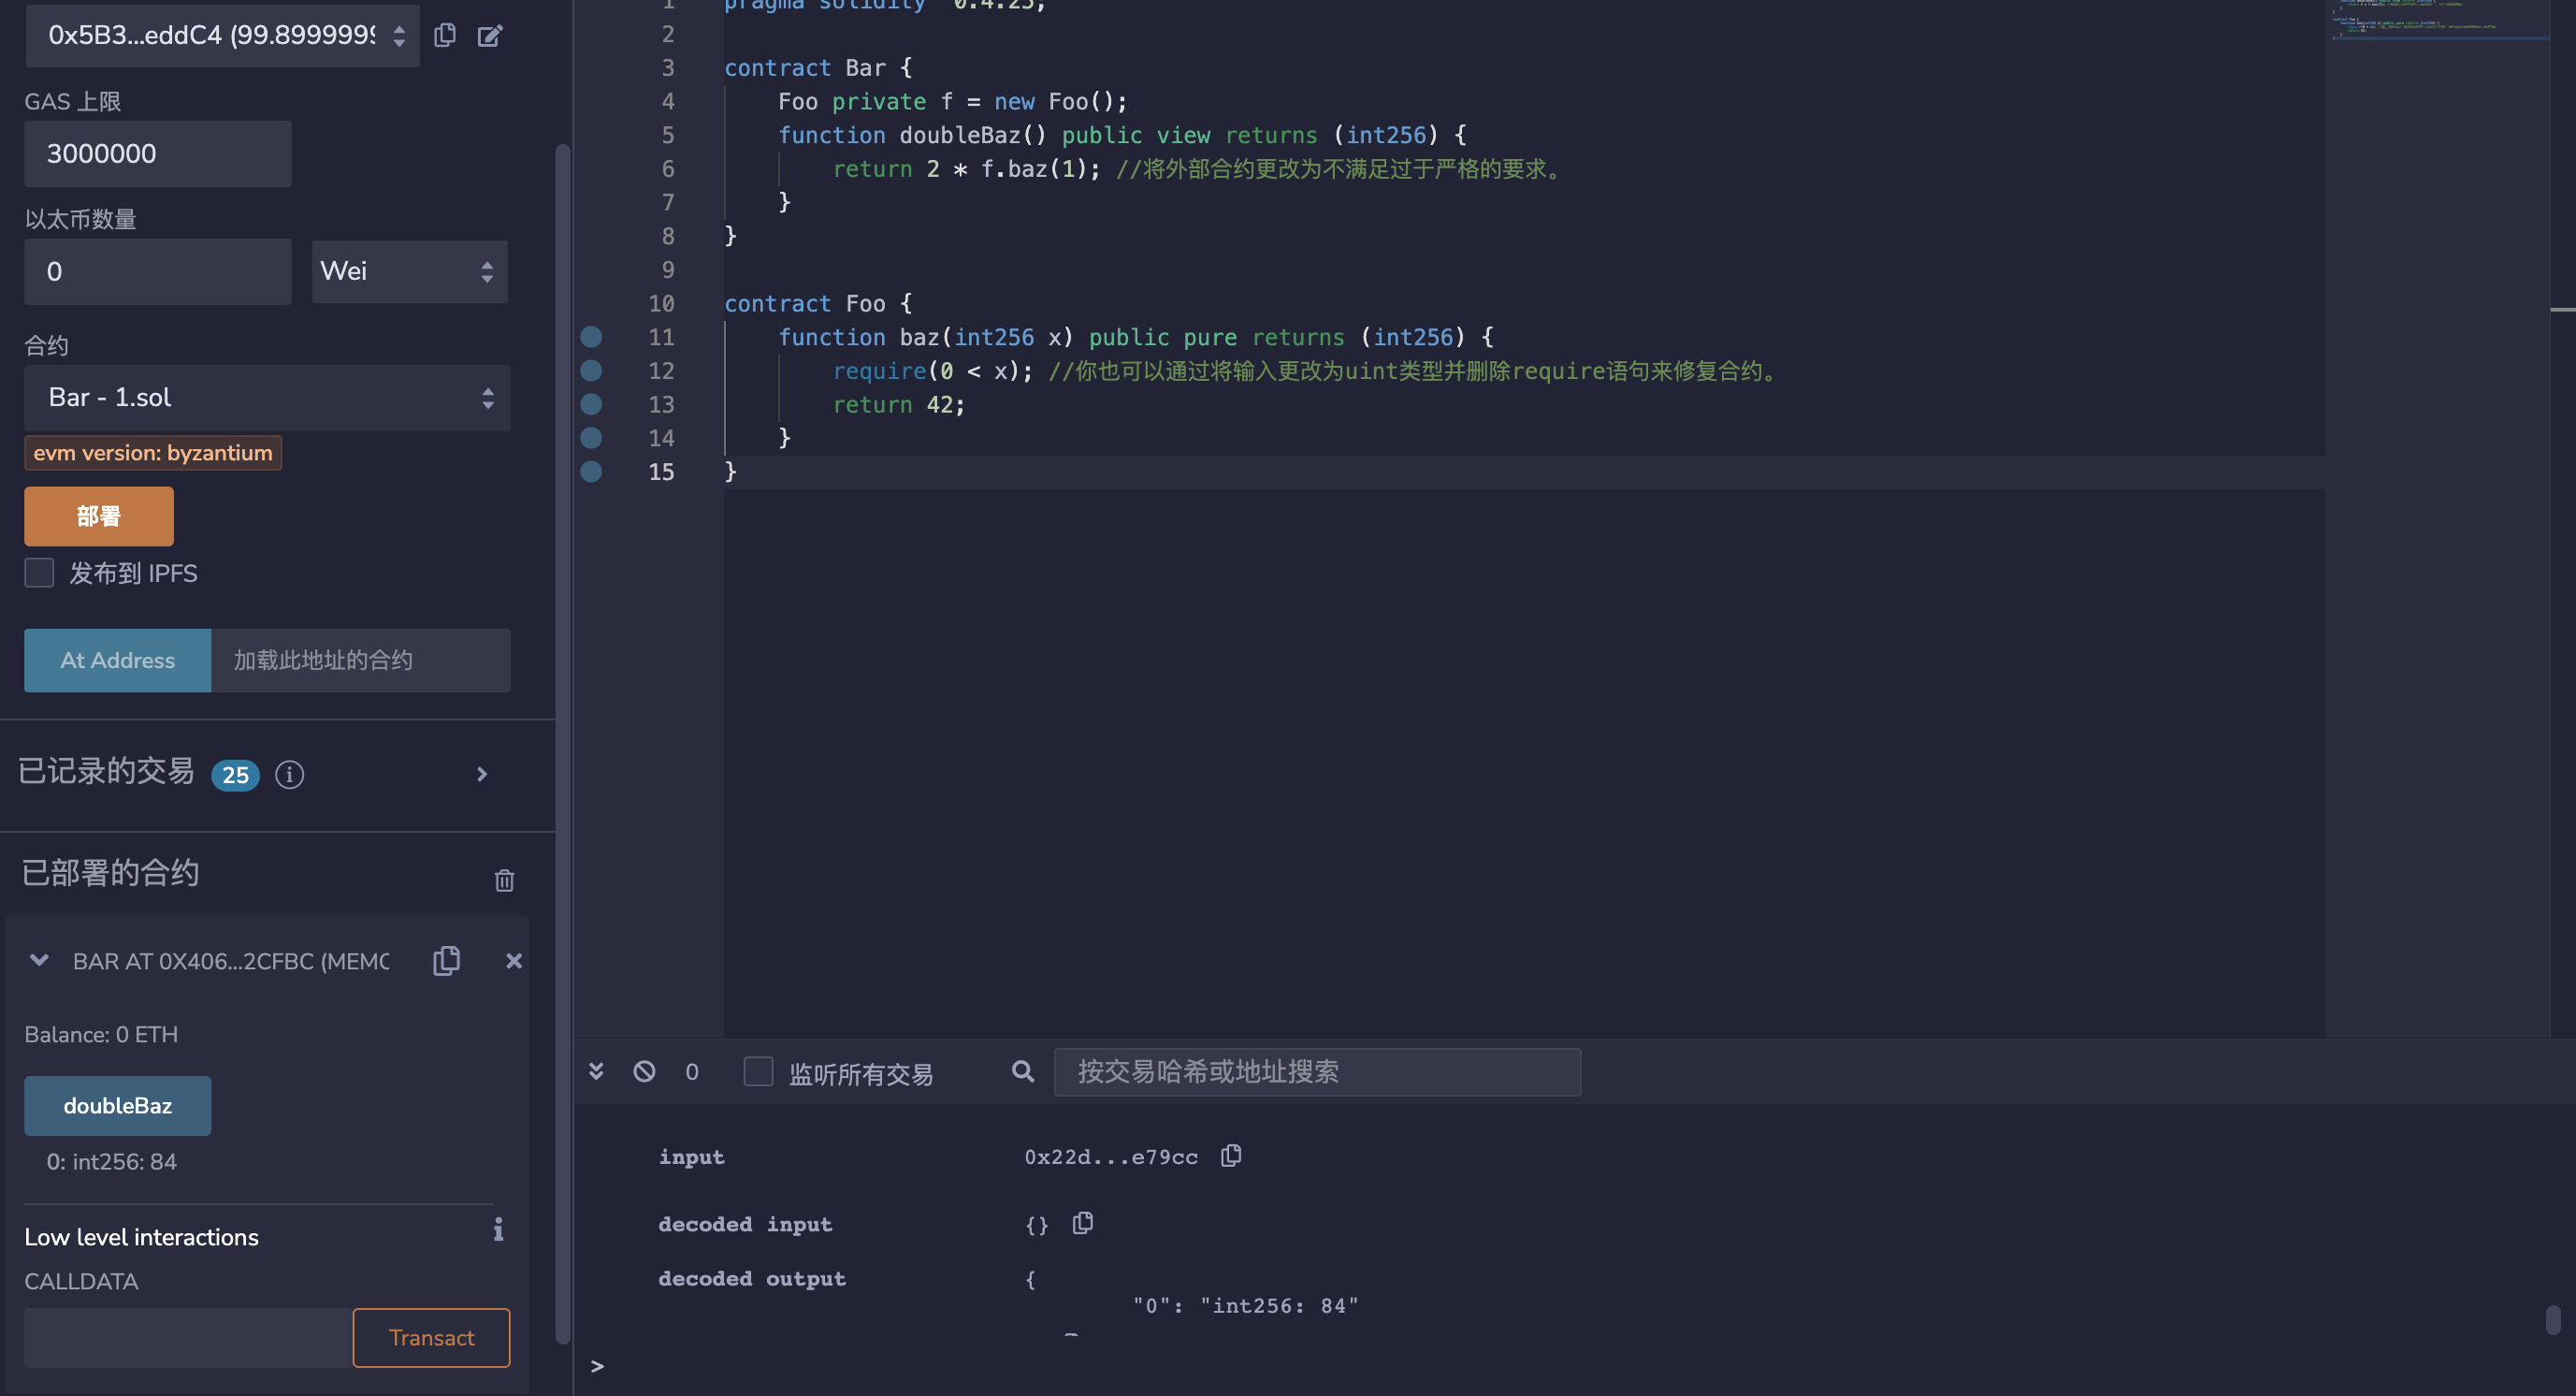 0x5B3...eddC4 (99.8999999
GAS 上限
3000000
以太币数量
0
Wei
合约
Bar - 1.sol
evm version: byzantium
部署
发布到 IPFS
At Address
加载此地址的合约
已记录的交易 25
已部署的合约
BAR AT 0X406...2CFBC (MEMC
Balance: 0 ETH
doubleBaz
0: int256: 84
Low level interactions
CALLDATA
Transact
1 pragma solidity ^0.4.25;
2
3 contract Bar {
4 Foo private f = new Foo();
5 function doubleBaz() public view returns (int256) {
6 return 2 * f.baz(1); //将外部合约更改为不满足过于严格的要求。
7 }
8 }
9
10 contract Foo {
11 function baz(int256 x) public pure returns (int256) {
12 require(0 < x); //你也可以通过将输入更改为uint类型并删除require语句来修复合约。
13 return 42;
14 }
15 }
0
监听所有交易
按交易哈希或地址搜索
input 0x22d...e79cc
decoded input {}
decoded output {
"0": "int256: 84"
>